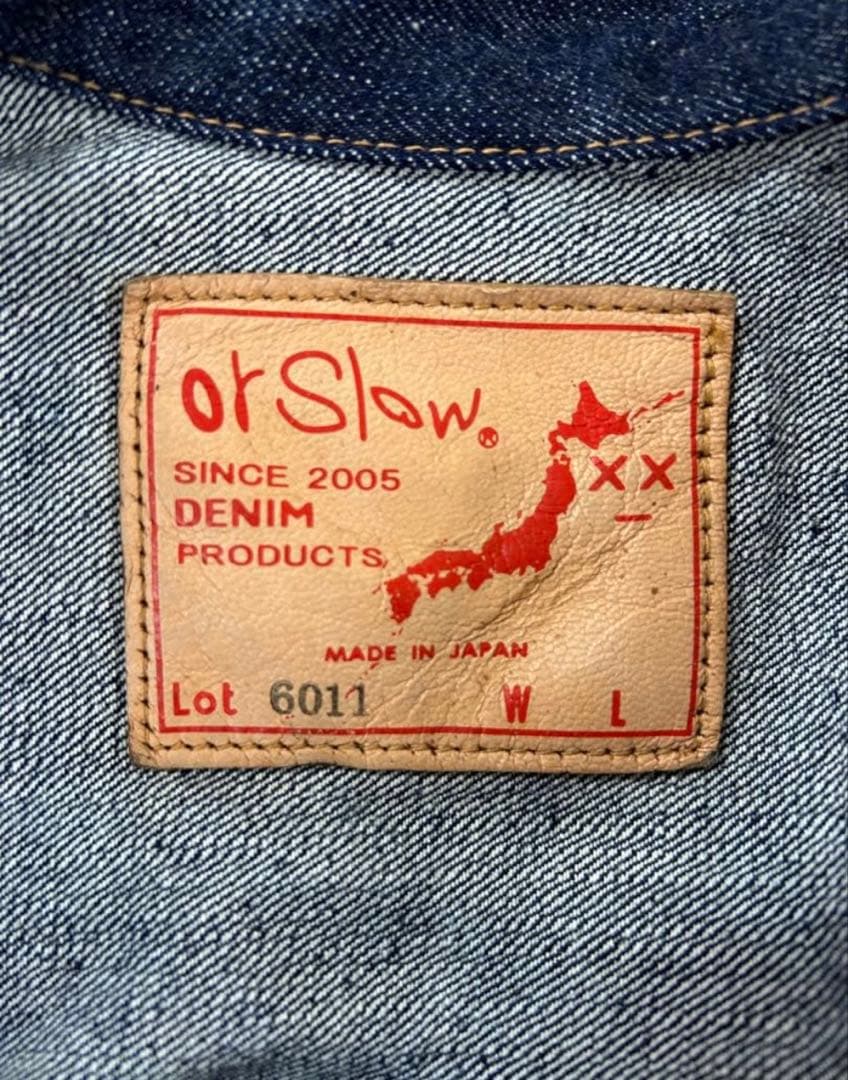 orSlow®
SINCE 2005
DENIM
PRODUCTS
XX
MADE IN JAPAN
Lot 6011 W L